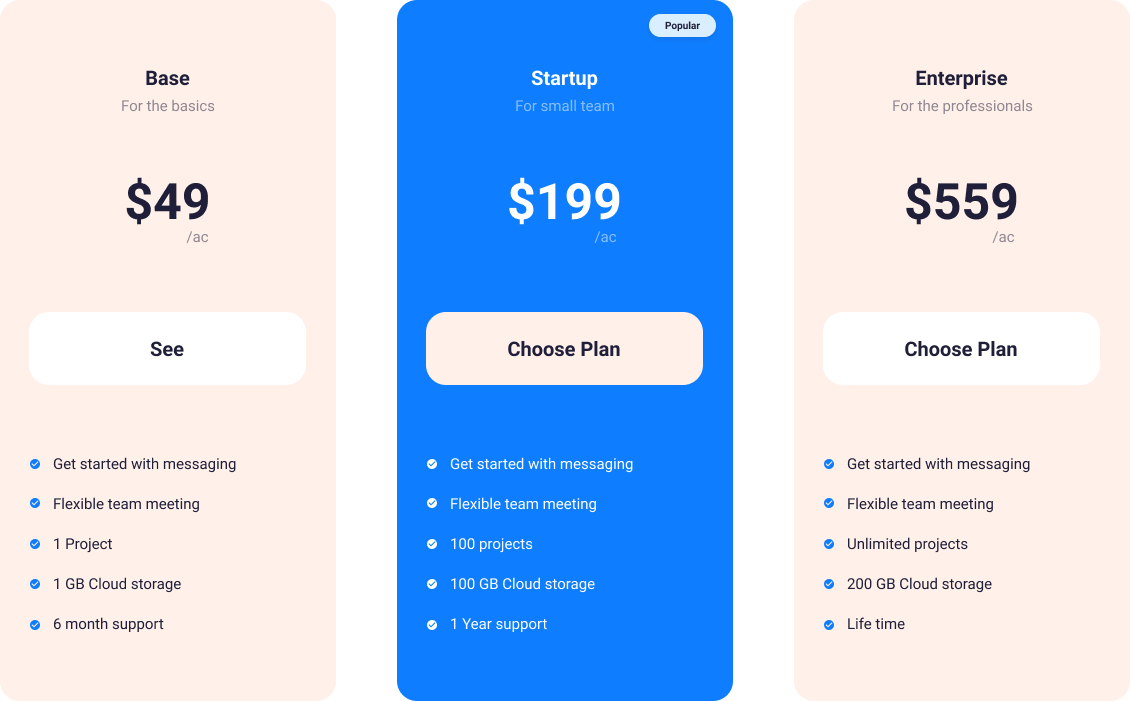 Base
For the basics
$49
/ac
See
Get started with messaging
Flexible team meeting
1 Project
1 GB Cloud storage
6 month support
Popular
Startup
For small team
$199
/ac
Choose Plan
Get started with messaging
Flexible team meeting
100 projects
100 GB Cloud storage
1 Year support
Enterprise
For the professionals
$559
/ac
Choose Plan
Get started with messaging
Flexible team meeting
Unlimited projects
200 GB Cloud storage
Life time